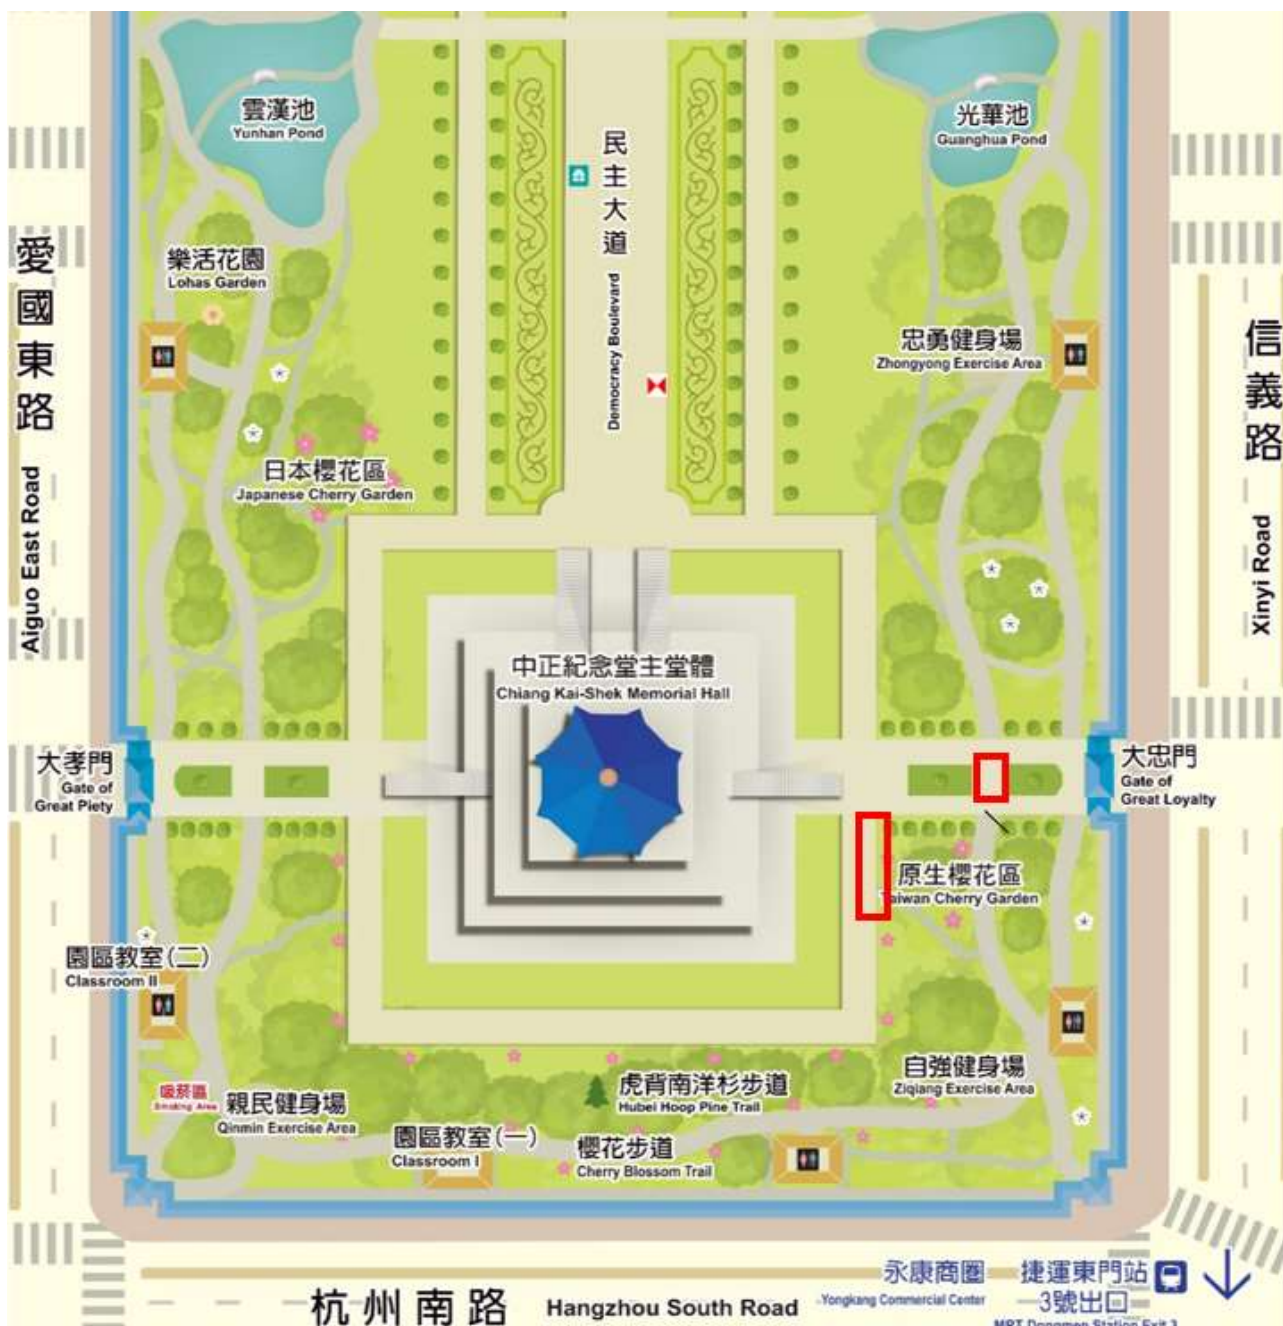 雲漢池
Yunhan Pond
光華池
Guanghua Pond
民主大道
Democracy Boulevard
愛國東路
Aiguo East Road
樂活花園
Lohas Garden
忠勇健身場
Zhongyong Exercise Area
信義路
Xinyi Road
日本櫻花區
Japanese Cherry Garden
中正紀念堂主堂體
Chiang Kai-Shek Memorial Hall
大孝門
Gate of
Great Piety
大忠門
Gate of
Great Loyalty
原生櫻花區
Taiwan Cherry Garden
園區教室(二)
Classroom II
自強健身場
Ziqiang Exercise Area
吸菸區
Smoking Area
親民健身場
Qinmin Exercise Area
虎背南洋杉步道
Hubei Hoop Pine Trail
園區教室(一)
Classroom I
櫻花步道
Cherry Blossom Trail
杭州南路 Hangzhou South Road
永康商圈
Yongkang Commercial Center
捷運東門站
3號出口
MRT Dongmen Station Exit 3